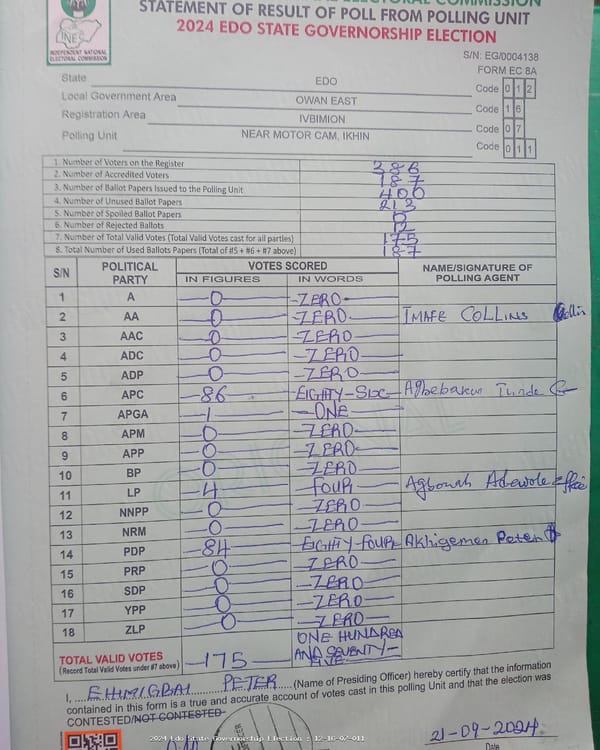 STATEMENT OF RESULT OF POLL FROM POLLING UNIT
2024 EDO STATE GOVERNORSHIP ELECTION
INEC
INDEPENDENT NATIONAL
ELECTORAL COMMISSION
S/N: EG/0004138
FORM EC 8A
State EDO Code 0 1 2
Local Government Area OWAN EAST Code 1 6
Registration Area IVBIMION Code 0 7
Polling Unit NEAR MOTOR CAM, IKHIN Code 0 1 1
1. Number of Voters on the Register 386
2. Number of Accredited Voters 187
3. Number of Ballot Papers Issued to the Polling Unit 400
4. Number of Unused Ballot Papers 213
5. Number of Spoiled Ballot Papers 0
6. Number of Rejected Ballots 12
7. Number of Total Valid Votes (Total Valid Votes cast for all parties) 175
8. Total Number of Used Ballots Papers (Total of #5 + #6 + #7 above) 187
S/N POLITICAL PARTY VOTES SCORED NAME/SIGNATURE OF POLLING AGENT
IN FIGURES IN WORDS
1 A 0 ZERO
2 AA 0 ZERO IMAFE COLLINS
3 AAC 0 ZERO
4 ADC 0 ZERO
5 ADP 0 ZERO
6 APC 86 EIGHTY-SIX Tunde
7 APGA 1 ONE
8 APM 0 ZERO
9 APP 0 ZERO
10 BP 0 ZERO
11 LP 4 FOUR Adewole
12 NNPP 0 ZERO
13 NRM 0 ZERO
14 PDP 84 EIGHTY-FOUR Akhigemen Peter
15 PRP 0 ZERO
16 SDP 0 ZERO
17 YPP 0 ZERO
18 ZLP 0 ZERO
TOTAL VALID VOTES 175 ONE HUNDREA AND SEVENTY-FIVE
(Record Total Valid Votes under #7 above)
I, EHIMIGBAI PETER (Name of Presiding Officer) hereby certify that the information
contained in this form is a true and accurate account of votes cast in this polling Unit and that the election was
CONTESTED/NOT CONTESTED
21-09-2024
Date
2024 Edo State Governorship Election : 12-16-07-011